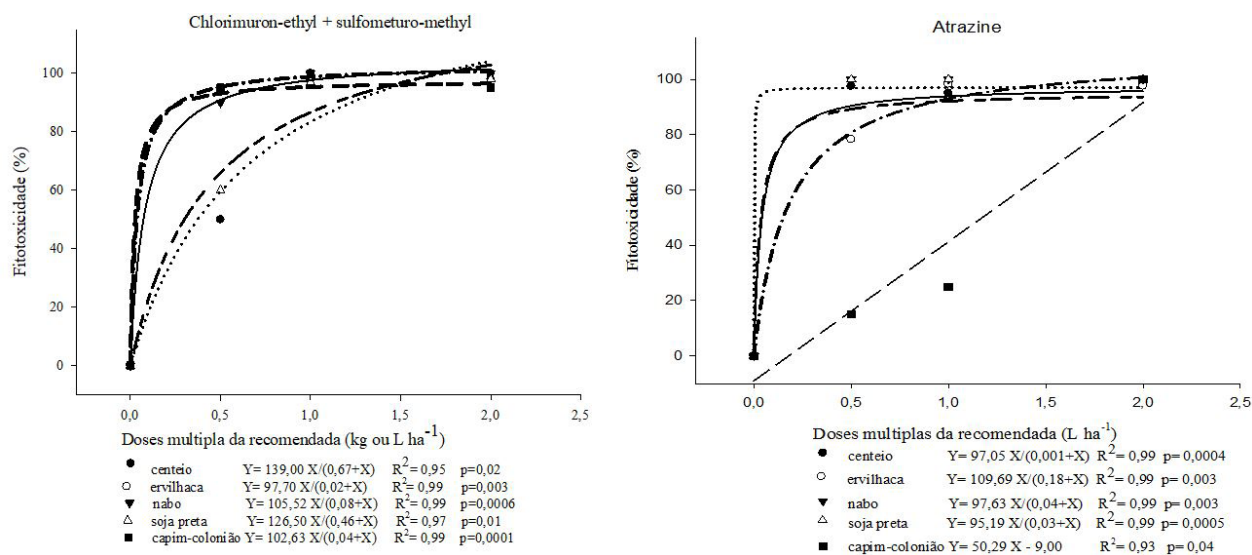 Chlorimuron-ethyl + sulfometuro-methyl
Fitotoxicidade (%)
100
80
60
40
20
0
0,0 0,5 1,0 1,5 2,0 2,5
Doses multipla da recomendada (kg ou L ha⁻¹)
centeio Y= 139,00 X/(0,67+X) R²= 0,95 p=0,02
ervilhaca Y= 97,70 X/(0,02+X) R²= 0,99 p=0,003
nabo Y= 105,52 X/(0,08+X) R²= 0,99 p=0,0006
soja preta Y= 126,50 X/(0,46+X) R²= 0,97 p=0,01
capim-colonião Y= 102,63 X/(0,04+X) R²= 0,99 p=0,0001
Atrazine
Fitotoxicidade (%)
100
80
60
40
20
0
0,0 0,5 1,0 1,5 2,0 2,5
Doses multiplas da recomendada (L ha⁻¹)
centeio Y= 97,05 X/(0,001+X) R²= 0,99 p= 0,0004
ervilhaca Y= 109,69 X/(0,18+X) R²= 0,99 p= 0,003
nabo Y= 97,63 X/(0,04+X) R²= 0,99 p= 0,003
soja preta Y= 95,19 X/(0,03+X) R²= 0,99 p= 0,0005
capim-colonião Y= 50,29 X - 9,00 R²= 0,93 p= 0,04